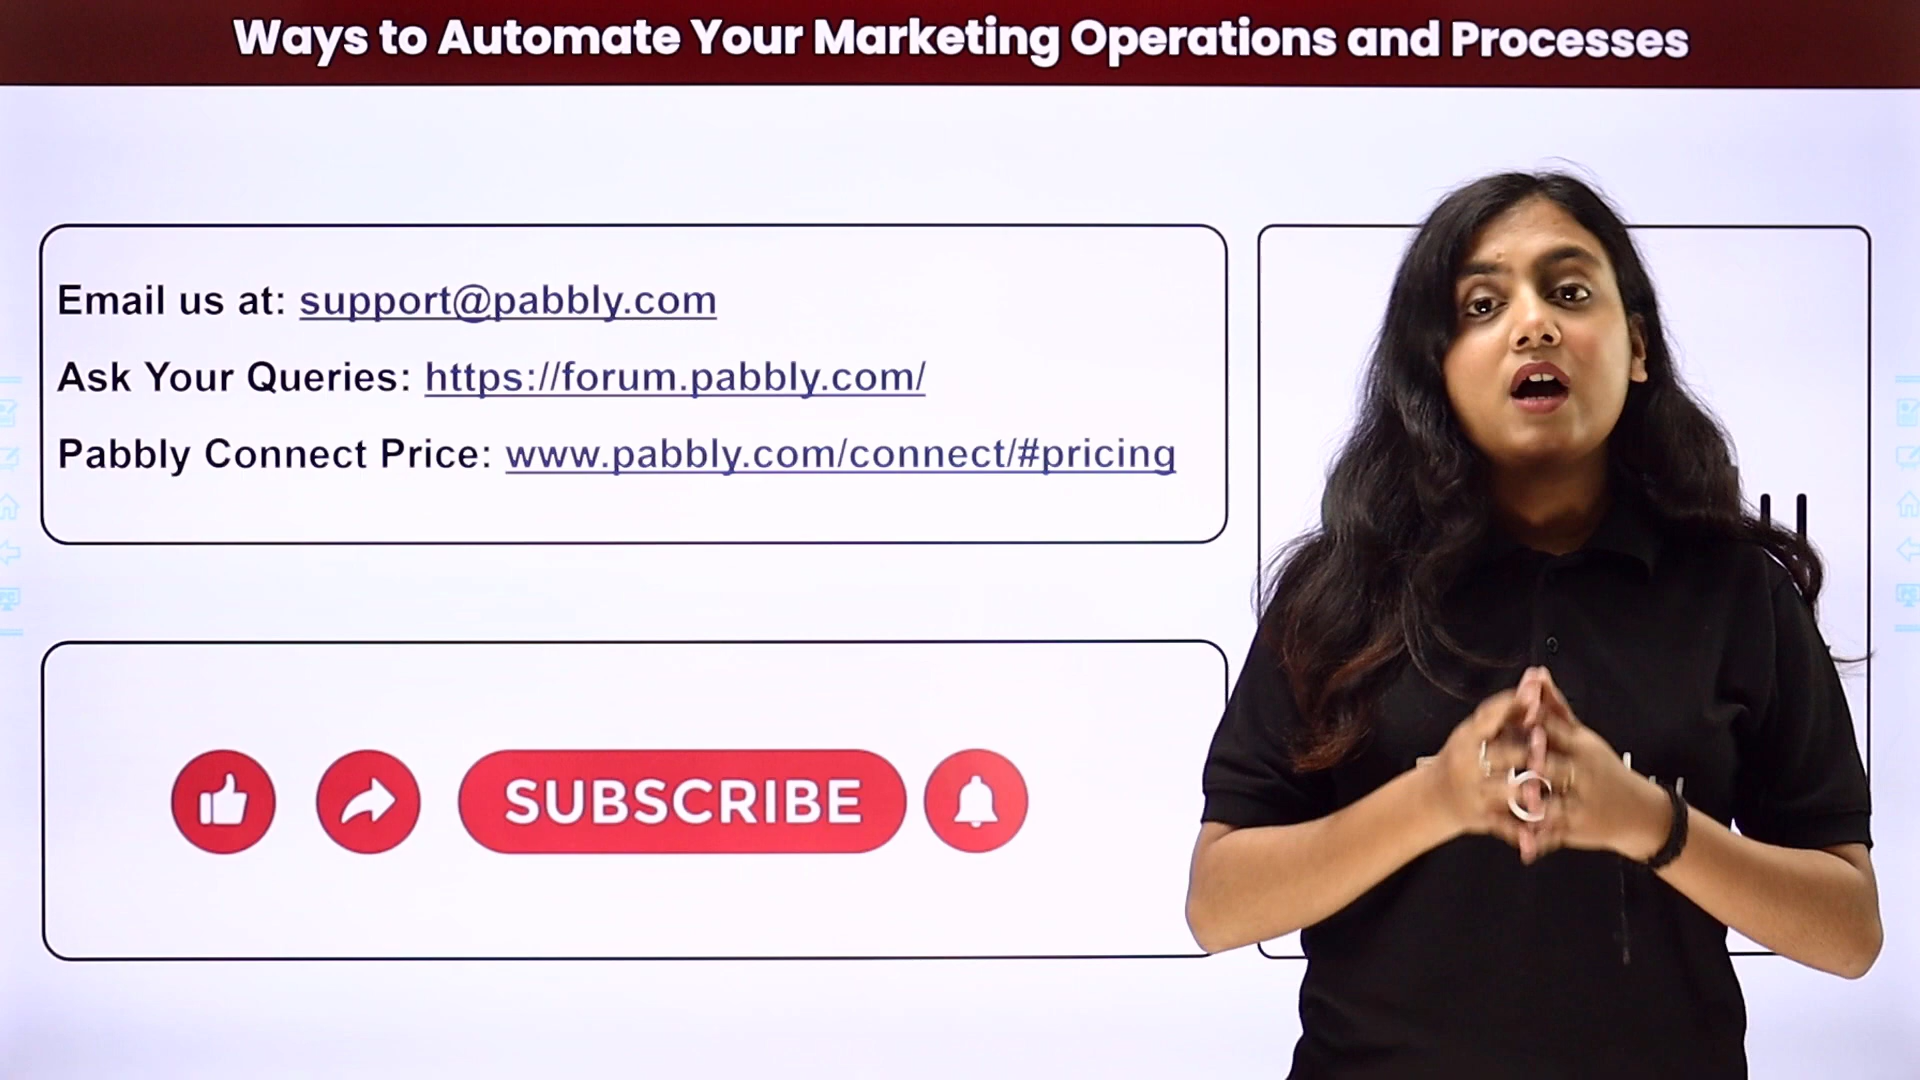 Ways to Automate Your Marketing Operations and Processes
Email us at: support@pabbly.com
Ask Your Queries: https://forum.pabbly.com/
Pabbly Connect Price: www.pabbly.com/connect/#pricing
SUBSCRIBE